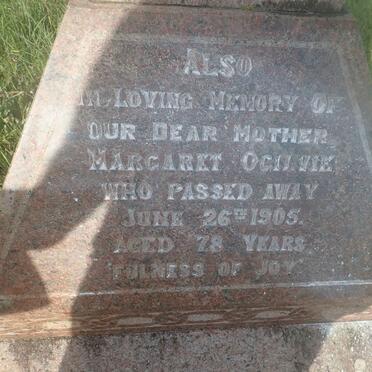 ALSO
IN LOVING MEMORY OF
OUR DEAR MOTHER
MARGARET OGILVIE
WHO PASSED AWAY
JUNE 26TH 1905.
AGED 78 YEARS
"FULNESS OF JOY"